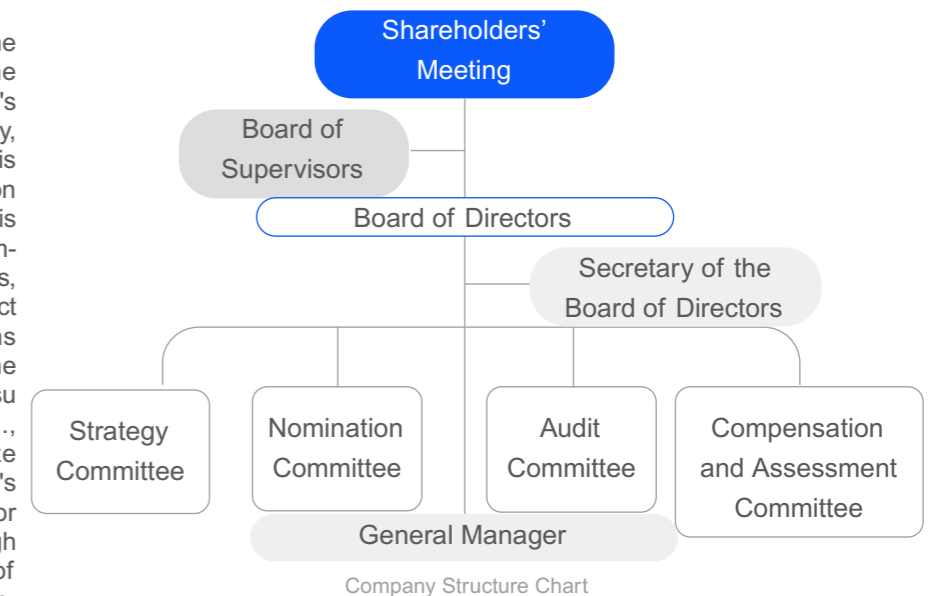 Shareholders'
Meeting
Board of
Supervisors
Board of Directors
Secretary of the
Board of Directors
Strategy
Committee
Nomination
Committee
Audit
Committee
Compensation
and Assessment
Committee
General Manager
Company Structure Chart